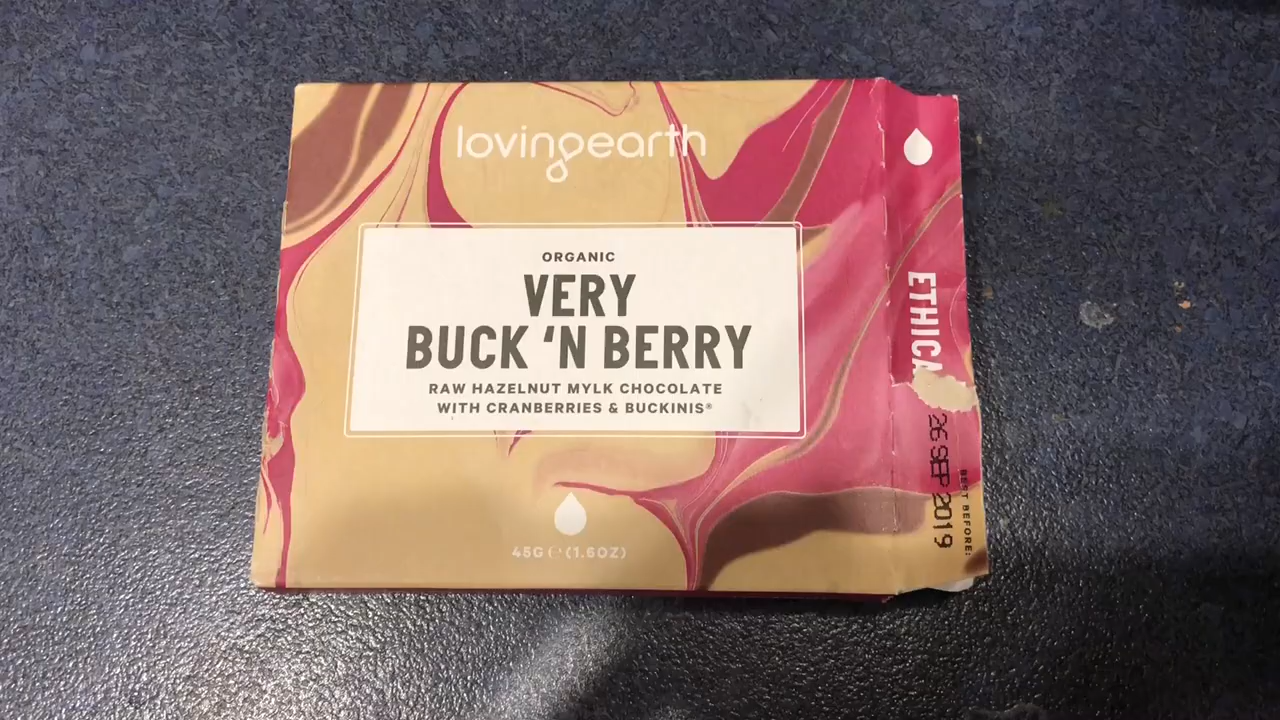 lovingearth
ORGANIC
VERY
BUCK 'N BERRY
RAW HAZELNUT MYLK CHOCOLATE
WITH CRANBERRIES & BUCKINIS®
45G ℮ (1.6OZ)
ETHICA
BEST BEFORE:
26 SEP 2019